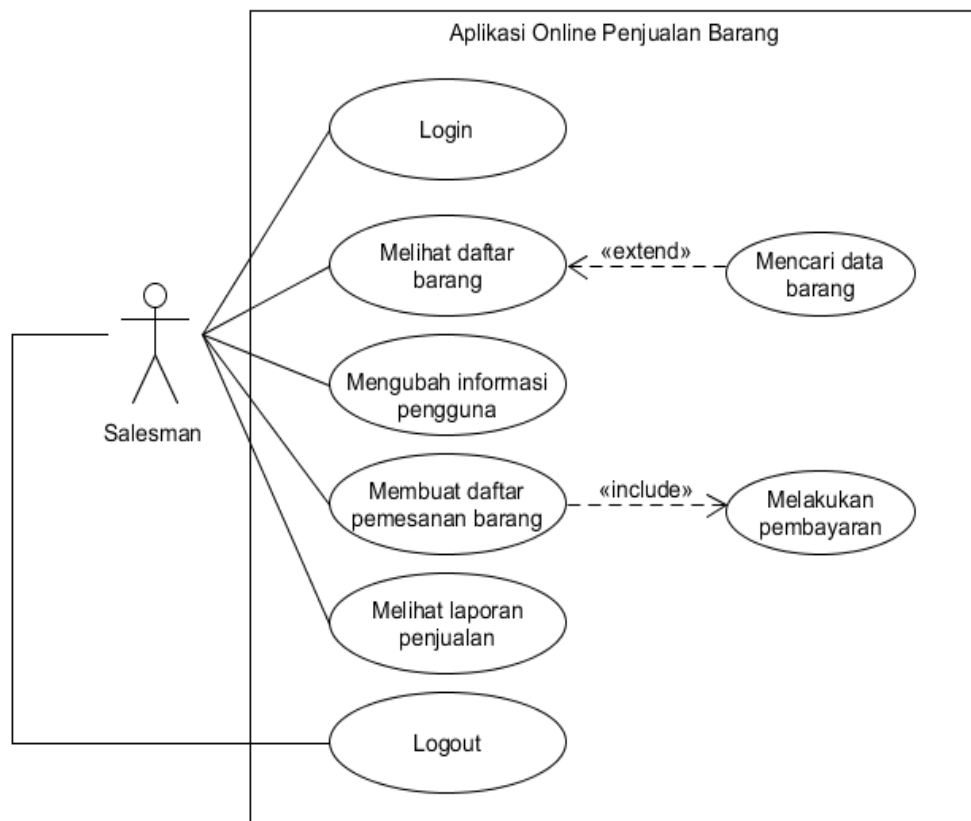 Aplikasi Online Penjualan Barang
Login
Melihat daftar
barang
«extend»
Mencari data
barang
Mengubah informasi
pengguna
Salesman
Membuat daftar
pemesanan barang
«include»
Melakukan
pembayaran
Melihat laporan
penjualan
Logout